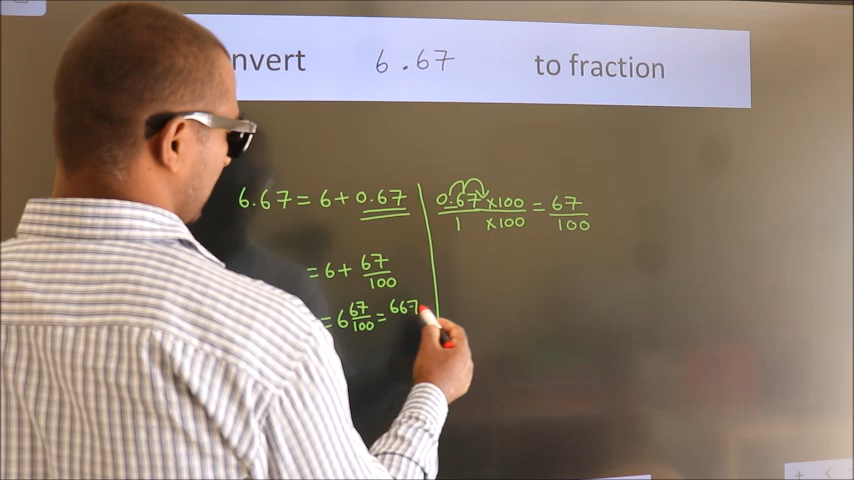 nvert 6.67 to fraction
6.67 = 6 + 0.67
= 6 + 67/100
= 6 67/100 = 667
0.67 ×100 / 1 ×100 = 67/100